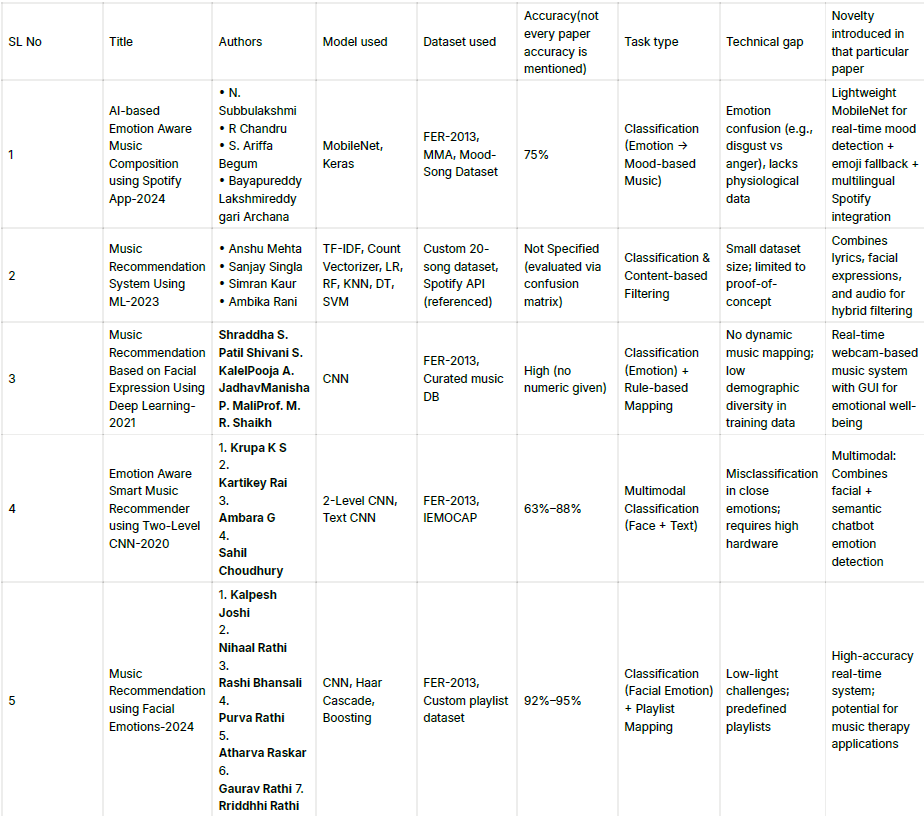 SL No
Title
Authors
Model used
Dataset used
Accuracy(not
every paper
accuracy is
mentioned)
Task type
Technical gap
Novelty
introduced in
that particular
paper
1
AI-based
Emotion Aware
Music
Composition
using Spotify
App-2024
• N.
Subbulakshmi
• R Chandru
• S. Ariffa
Begum
• Bayapureddy
Lakshmireddy
gari Archana
MobileNet,
Keras
FER-2013,
MMA, Mood-
Song Dataset
75%
Classification
(Emotion →
Mood-based
Music)
Emotion
confusion (e.g.,
disgust vs
anger), lacks
physiological
data
Lightweight
MobileNet for
real-time mood
detection +
emoji fallback +
multilingual
Spotify
integration
2
Music
Recommendation
System Using
ML-2023
• Anshu Mehta
• Sanjay Singla
• Simran Kaur
• Ambika Rani
TF-IDF, Count
Vectorizer, LR,
RF, KNN, DT,
SVM
Custom 20-
song dataset,
Spotify API
(referenced)
Not Specified
(evaluated via
confusion
matrix)
Classification &
Content-based
Filtering
Small dataset
size; limited to
proof-of-
concept
Combines
lyrics, facial
expressions,
and audio for
hybrid filtering
3
Music
Recommendation
Based on Facial
Expression Using
Deep Learning-
2021
Shraddha S.
Patil Shivani S.
KalelPooja A.
JadhavManisha
P. MaliProf. M.
R. Shaikh
CNN
FER-2013,
Curated music
DB
High (no
numeric given)
Classification
(Emotion) +
Rule-based
Mapping
No dynamic
music mapping;
low
demographic
diversity in
training data
Real-time
webcam-based
music system
with GUI for
emotional well-
being
4
Emotion Aware
Smart Music
Recommender
using Two-Level
CNN-2020
1. Krupa K S
2.
Kartikey Rai
3.
Ambara G
4.
Sahil
Choudhury
2-Level CNN,
Text CNN
FER-2013,
IEMOCAP
63%–88%
Multimodal
Classification
(Face + Text)
Misclassification
in close
emotions;
requires high
hardware
Multimodal:
Combines
facial +
semantic
chatbot
emotion
detection
5
Music
Recommendation
using Facial
Emotions-2024
1. Kalpesh
Joshi
2.
Nihaal Rathi
3.
Rashi Bhansali
4.
Purva Rathi
5.
Atharva Raskar
6.
Gaurav Rathi 7.
Rriddhhi Rathi
CNN, Haar
Cascade,
Boosting
FER-2013,
Custom playlist
dataset
92%–95%
Classification
(Facial Emotion)
+ Playlist
Mapping
Low-light
challenges;
predefined
playlists
High-accuracy
real-time
system;
potential for
music therapy
applications